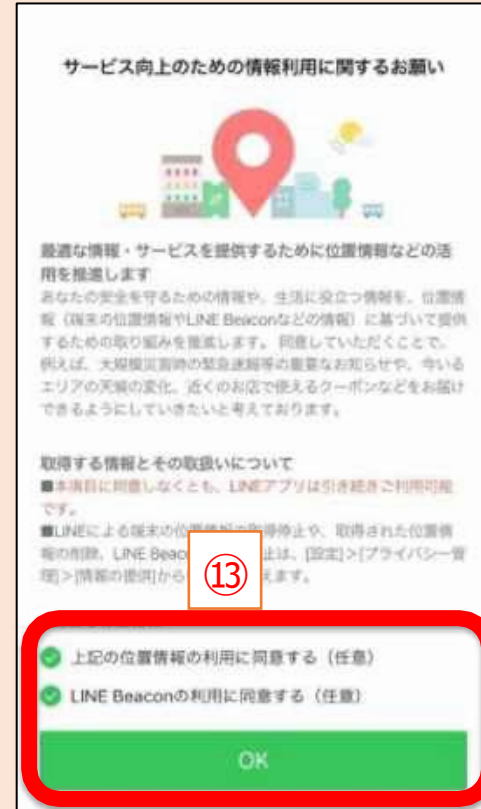 サービス向上のための情報利用に関するお願い
最適な情報・サービスを提供するために位置情報などの活
用を推進します
あなたの安全を守るための情報や、生活に役立つ情報を、位置情
報（端末の位置情報やLINE Beaconなどの情報）に基づいて提供
するための取り組みを推進します。同意していただくことで、
例えば、大規模災害時の緊急速報等の重要なお知らせや、今いる
エリアの天候の変化、近くのお店で使えるクーポンなどをお届け
できるようにしていきたいと考えております。
取得する情報とその取扱いについて
■本項目に同意しなくとも、LINEアプリは引き続きご利用可能
です。
■LINEによる端末の位置情報の取得停止や、取得された位置情
報の削除、LINE Beac 止は、[設定]>[プライバシー管
理]>[情報の提供]から えます。
⑬
上記の位置情報の利用に同意する（任意）
LINE Beaconの利用に同意する（任意）
OK